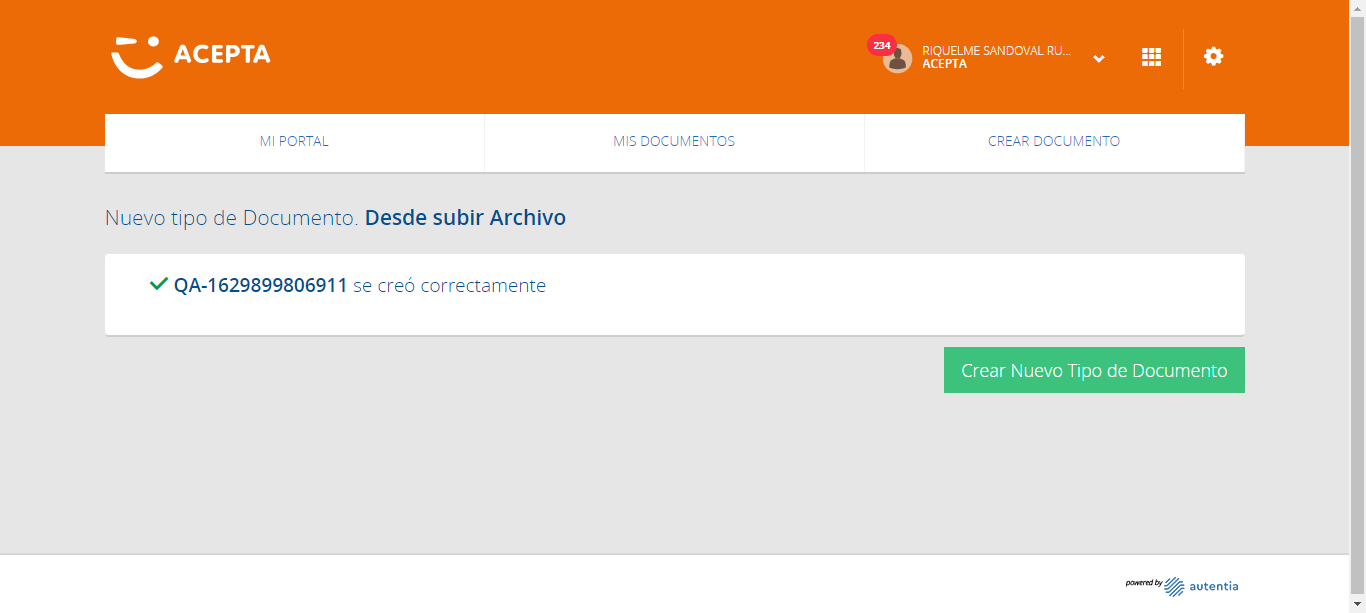 ACEPTA
234
RIQUELME SANDOVAL RU...
ACEPTA
MI PORTAL
MIS DOCUMENTOS
CREAR DOCUMENTO
Nuevo tipo de Documento. Desde subir Archivo
QA-1629899806911 se creó correctamente
Crear Nuevo Tipo de Documento
powered by autentia